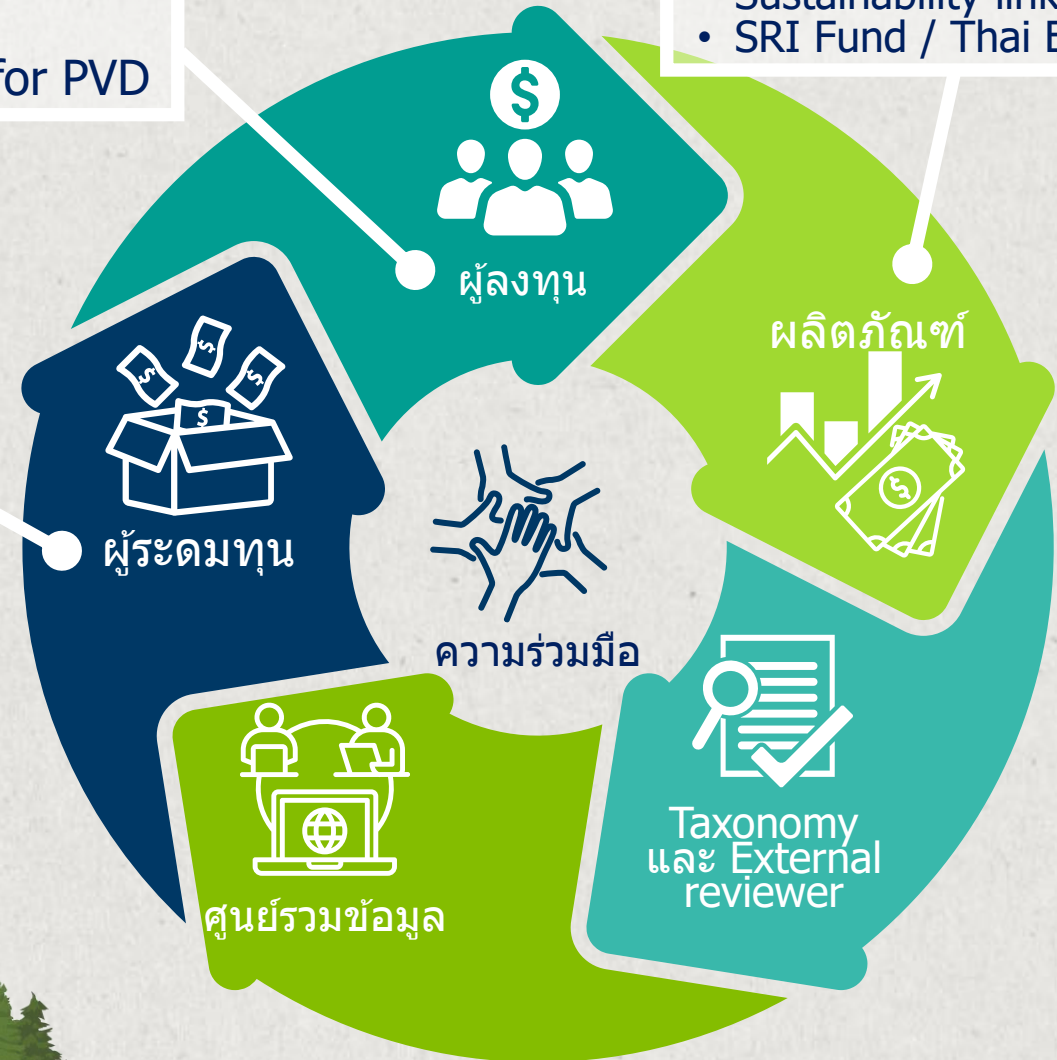 for PVD
• SRI Fund / Thai
ผู้ลงทุน
ผลิตภัณฑ์
ผู้ระดมทุน
ความร่วมมือ
Taxonomy
และ External
reviewer
ศูนย์รวมข้อมูล